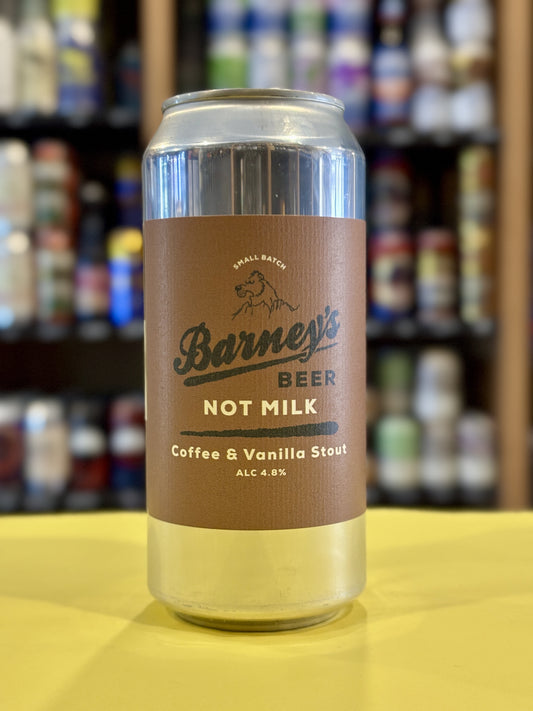 SMALL BATCH
Barney's
BEER
NOT MILK
Coffee & Vanilla Stout
ALC 4.8%